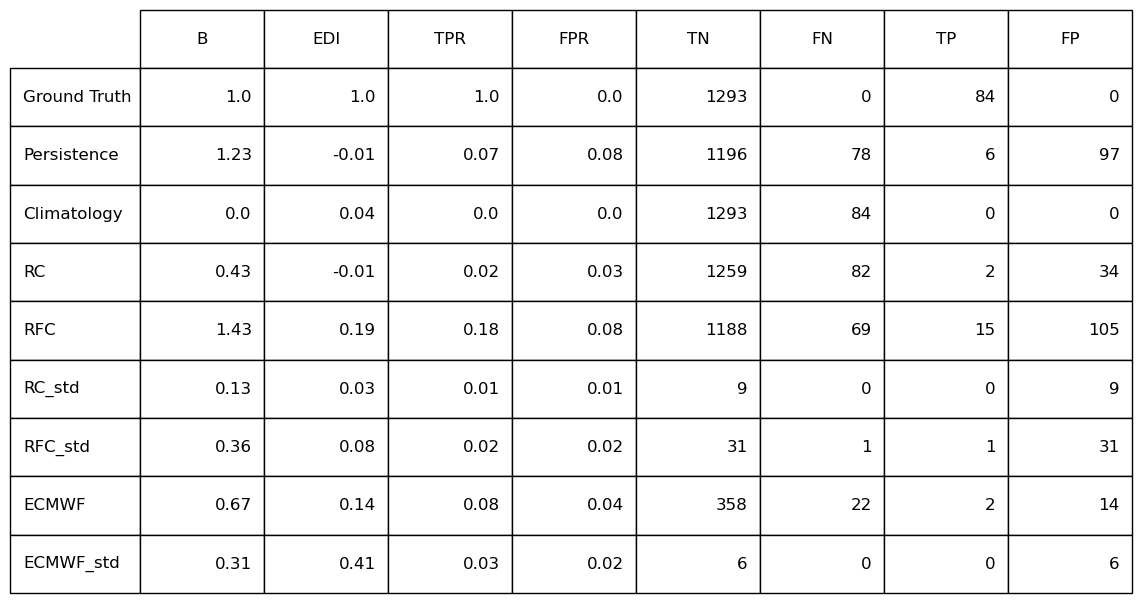 B EDI TPR FPR TN FN TP FP
Ground Truth 1.0 1.0 1.0 0.0 1293 0 84 0
Persistence 1.23 -0.01 0.07 0.08 1196 78 6 97
Climatology 0.0 0.04 0.0 0.0 1293 84 0 0
RC 0.43 -0.01 0.02 0.03 1259 82 2 34
RFC 1.43 0.19 0.18 0.08 1188 69 15 105
RC_std 0.13 0.03 0.01 0.01 9 0 0 9
RFC_std 0.36 0.08 0.02 0.02 31 1 1 31
ECMWF 0.67 0.14 0.08 0.04 358 22 2 14
ECMWF_std 0.31 0.41 0.03 0.02 6 0 0 6